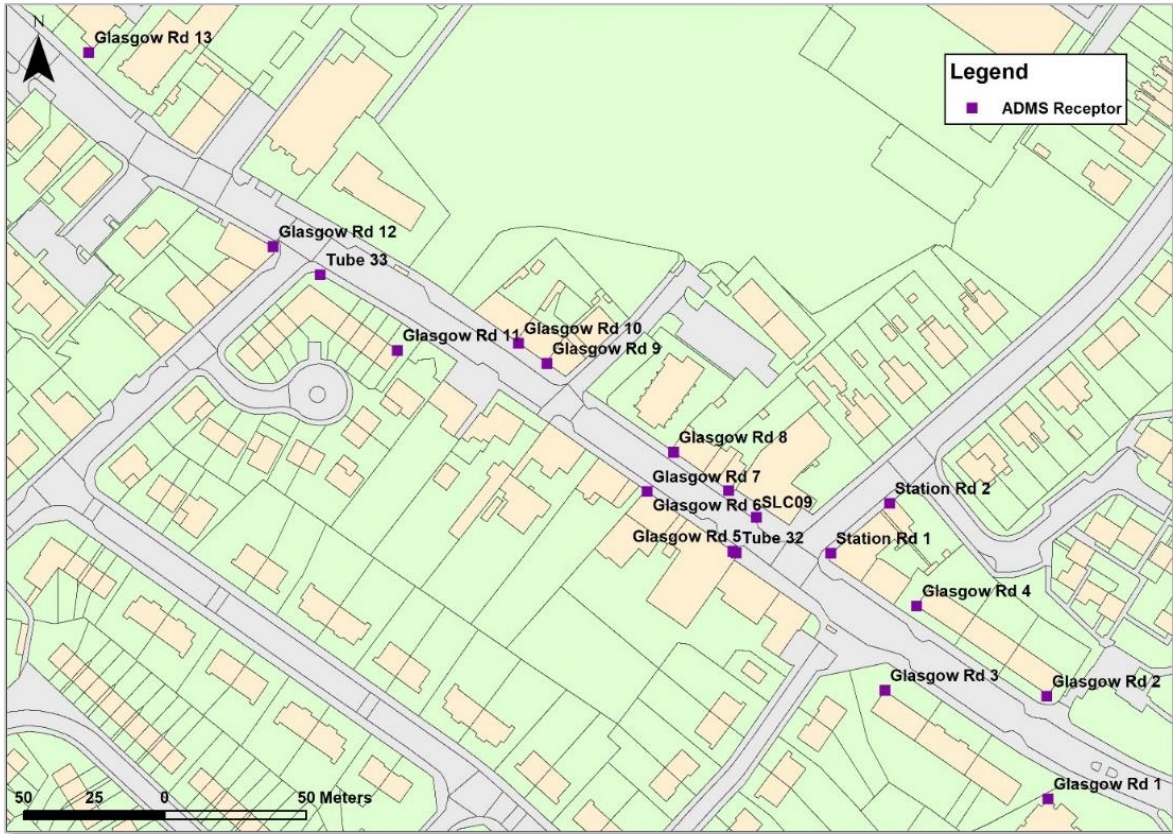 N
Glasgow Rd 13
Legend
ADMS Receptor
Glasgow Rd 12
Tube 33
Glasgow Rd 11
Glasgow Rd 10
Glasgow Rd 9
Glasgow Rd 8
Glasgow Rd 7
Glasgow Rd 6
SLC09
Station Rd 2
Glasgow Rd 5
Tube 32
Station Rd 1
Glasgow Rd 4
Glasgow Rd 3
Glasgow Rd 2
Glasgow Rd 1
50 25 0 50 Meters